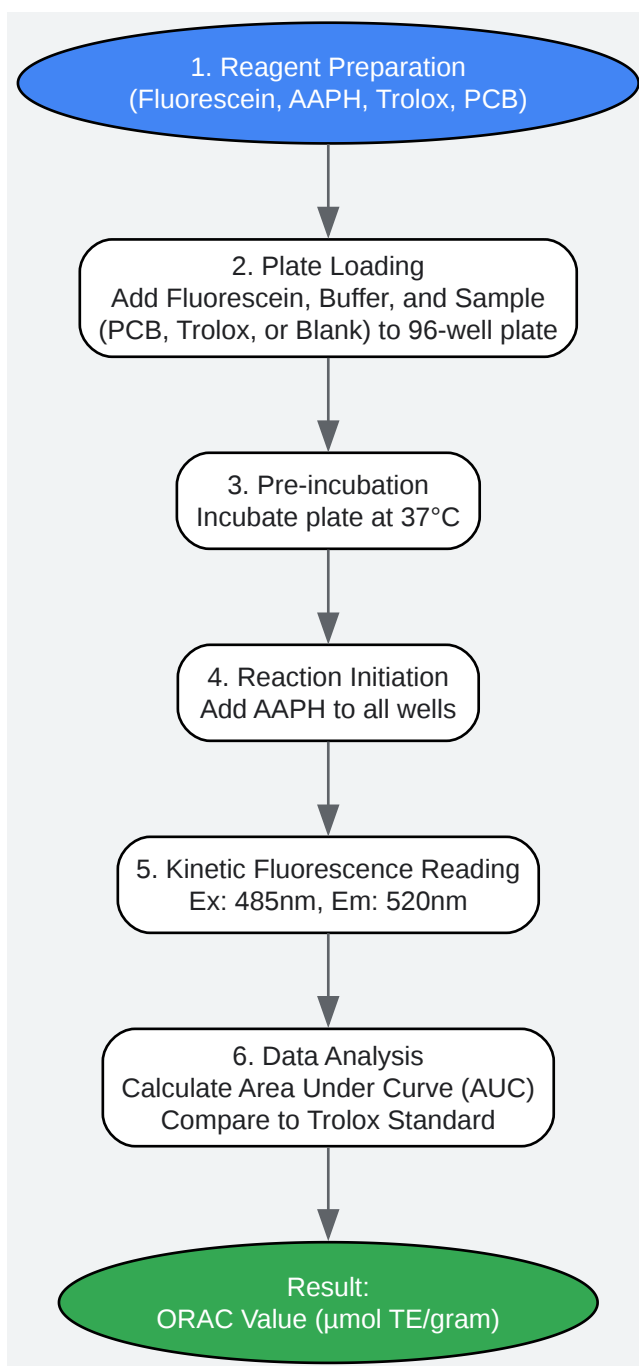 1. Reagent Preparation
(Fluorescein, AAPH, Trolox, PCB)
2. Plate Loading
Add Fluorescein, Buffer, and Sample
(PCB, Trolox, or Blank) to 96-well plate
3. Pre-incubation
Incubate plate at 37°C
4. Reaction Initiation
Add AAPH to all wells
5. Kinetic Fluorescence Reading
Ex: 485nm, Em: 520nm
6. Data Analysis
Calculate Area Under Curve (AUC)
Compare to Trolox Standard
Result:
ORAC Value (µmol TE/gram)